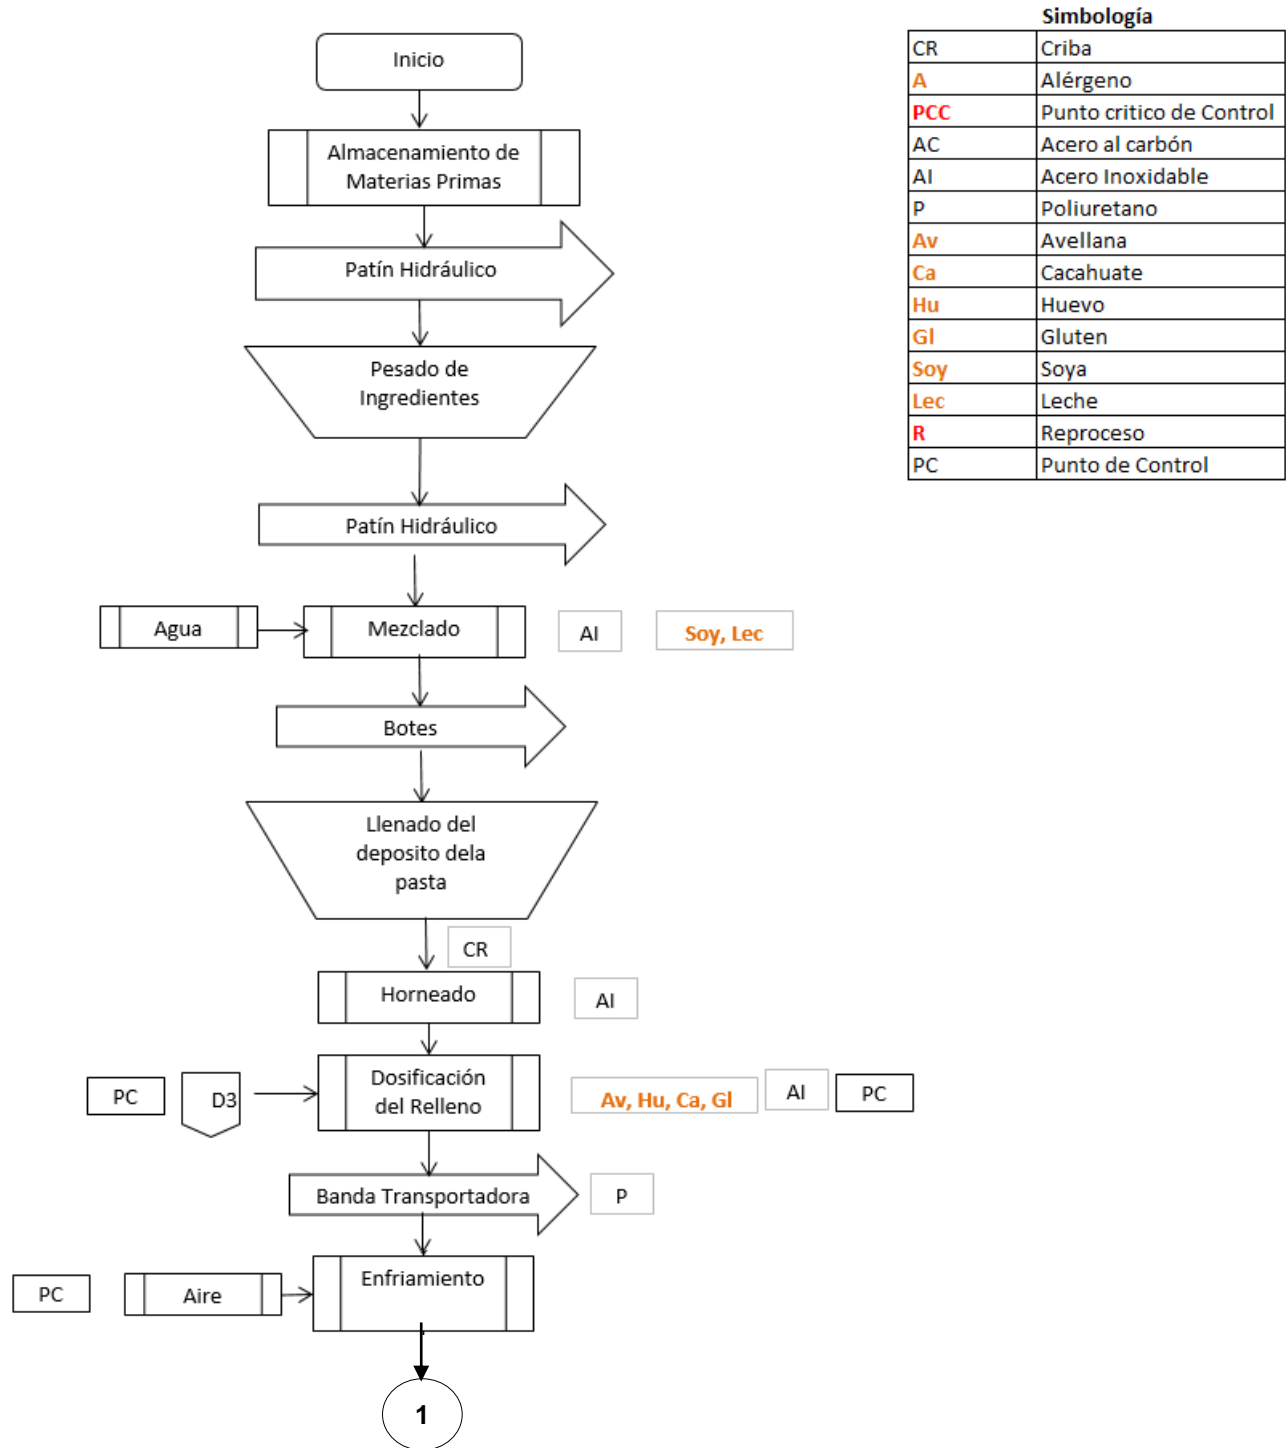 Simbología
CR Criba
A Alérgeno
PCC Punto critico de Control
AC Acero al carbón
AI Acero Inoxidable
P Poliuretano
Av Avellana
Ca Cacahuate
Hu Huevo
Gl Gluten
Soy Soya
Lec Leche
R Reproceso
PC Punto de Control
Inicio
Almacenamiento de
Materias Primas
Patín Hidráulico
Pesado de
Ingredientes
Patín Hidráulico
Agua
Mezclado
AI
Soy, Lec
Botes
Llenado del
deposito dela
pasta
CR
Horneado
AI
PC
D3
Dosificación
del Relleno
Av, Hu, Ca, Gl
AI
PC
Banda Transportadora
P
PC
Aire
Enfriamiento
1